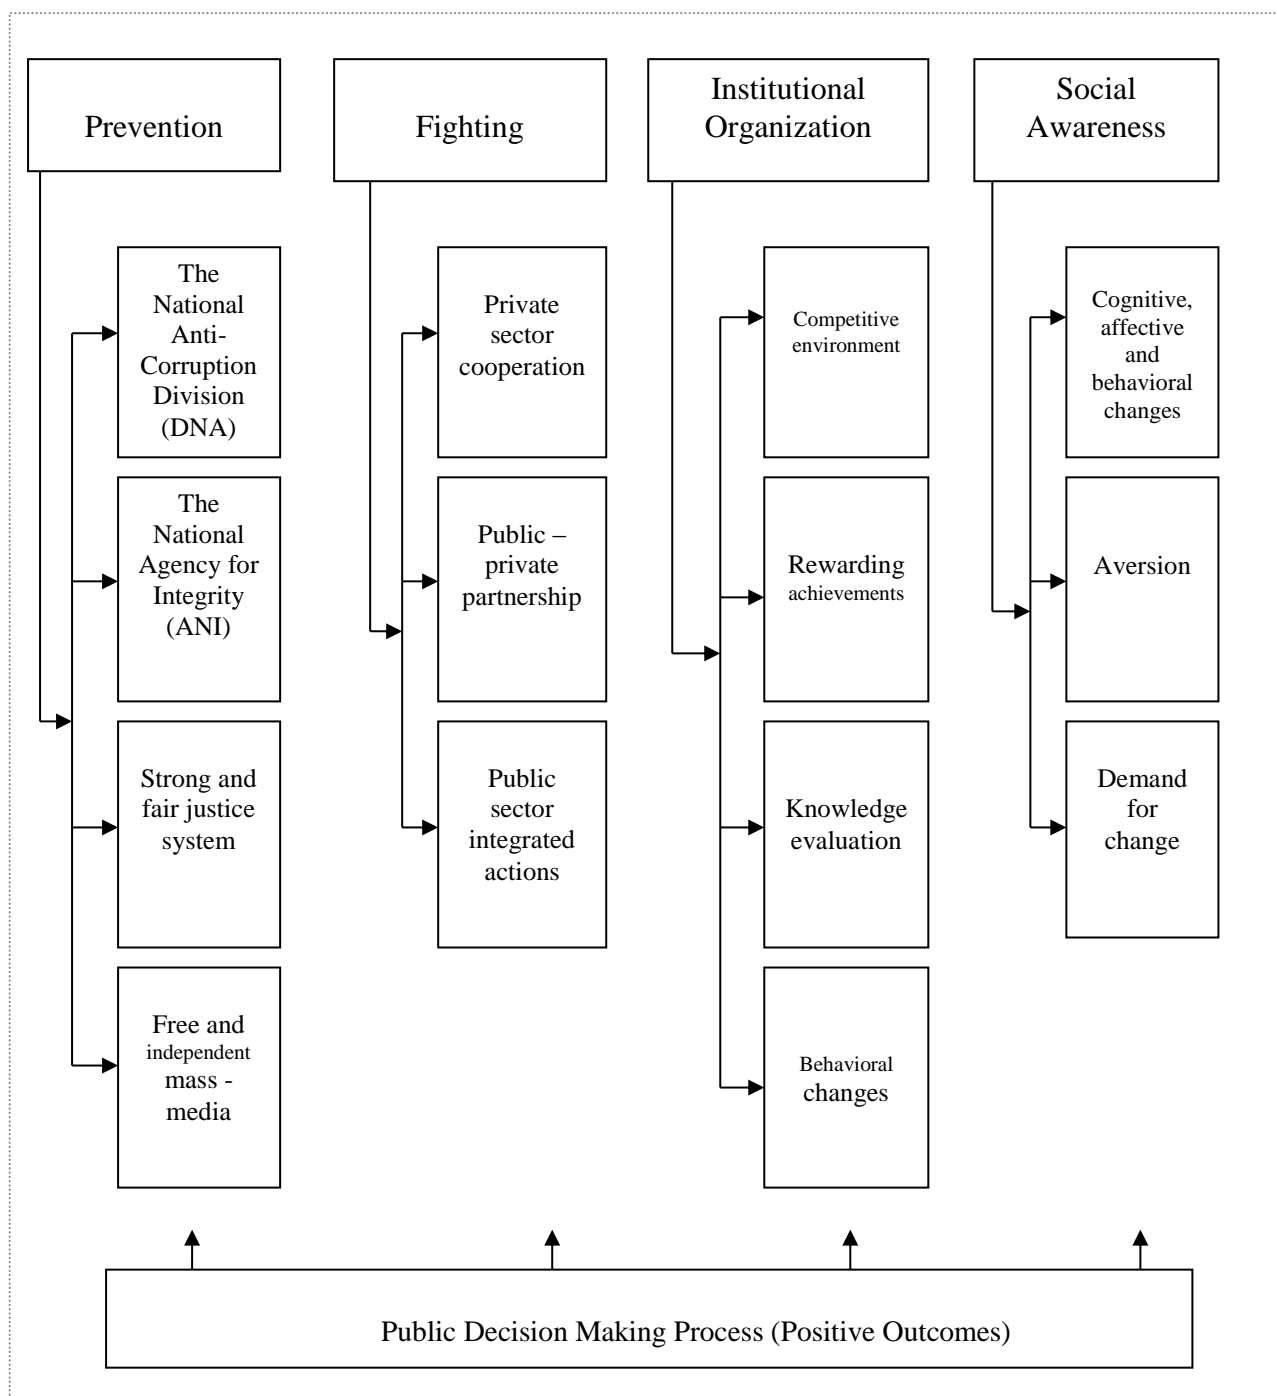 Prevention
Fighting
Institutional
Organization
Social
Awareness
The
National
Anti-
Corruption
Division
(DNA)
The
National
Agency for
Integrity
(ANI)
Strong and
fair justice
system
Free and
independent
mass -
media
Private
sector
cooperation
Public –
private
partnership
Public
sector
integrated
actions
Competitive
environment
Rewarding
achievements
Knowledge
evaluation
Behavioral
changes
Cognitive,
affective
and
behavioral
changes
Aversion
Demand
for
change
Public Decision Making Process (Positive Outcomes)